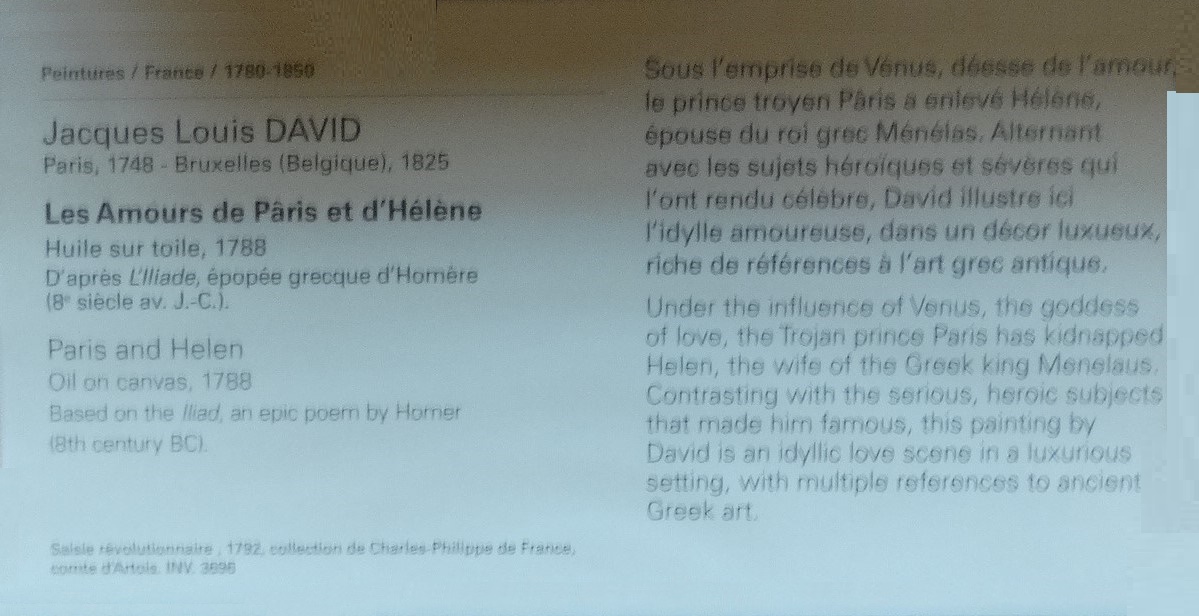 Peintures / France / 1780-1850
Jacques Louis DAVID
Paris, 1748 - Bruxelles (Belgique), 1825
Les Amours de Pâris et d'Hélène
Huile sur toile, 1788
D'après L'Iliade, épopée grecque d'Homère
(8e siècle av. J.-C.).
Paris and Helen
Oil on canvas, 1788
Based on the Iliad, an epic poem by Homer
(8th century BC).
Saisie révolutionnaire , 1792, collection de Charles-Philippe de France,
comte d'Artois. INV. 3696
Sous l'emprise de Vénus, déesse de l'amour,
le prince troyen Pâris a enlevé Hélène,
épouse du roi grec Ménélas. Alternant
avec les sujets héroïques et sévères qui
l'ont rendu célèbre, David illustre ici
l'idylle amoureuse, dans un décor luxueux,
riche de références à l'art grec antique.
Under the influence of Venus, the goddess
of love, the Trojan prince Paris has kidnapped
Helen, the wife of the Greek king Menelaus.
Contrasting with the serious, heroic subjects
that made him famous, this painting by
David is an idyllic love scene in a luxurious
setting, with multiple references to ancient
Greek art.